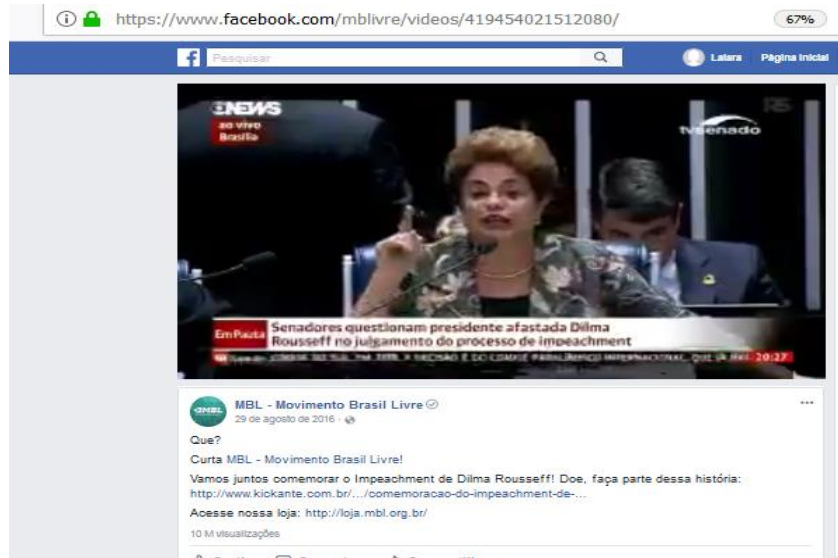 https://www.facebook.com/mblivre/videos/419454021512080/ 67%
Pesquisar Laiara Página inicial
NEWS
ao vivo
Brasília
tvsenado
Em Pauta Senadores questionam presidente afastada Dilma
Rousseff no julgamento do processo de impeachment
20:27
MBL - Movimento Brasil Livre
29 de agosto de 2016
Que?
Curta MBL - Movimento Brasil Livre!
Vamos juntos comemorar o Impeachment de Dilma Rousseff! Doe, faça parte dessa história:
http://www.kickante.com.br/.../comemoracao-do-impeachment-de-...
Acesse nossa loja: http://loja.mbl.org.br/
10 M visualizações